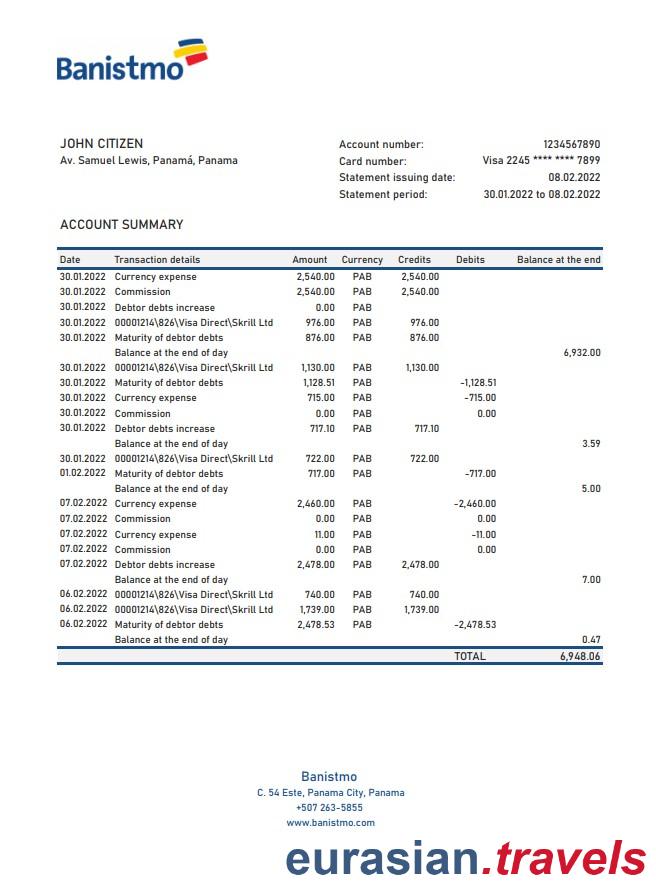 Banistmo
JOHN CITIZEN
Av. Samuel Lewis, Panamá, Panama
Account number: 1234567890
Card number: Visa 2245 **** **** 7899
Statement issuing date: 08.02.2022
Statement period: 30.01.2022 to 08.02.2022
ACCOUNT SUMMARY
Date Transaction details Amount Currency Credits Debits Balance at the end
30.01.2022 Currency expense 2,540.00 PAB 2,540.00
30.01.2022 Commission 2,540.00 PAB 2,540.00
30.01.2022 Debtor debts increase 0.00 PAB
30.01.2022 00001214\826\Visa Direct\Skrill Ltd 976.00 PAB 976.00
30.01.2022 Maturity of debtor debts 876.00 PAB 876.00
Balance at the end of day 6,932.00
30.01.2022 00001214\826\Visa Direct\Skrill Ltd 1,130.00 PAB 1,130.00
30.01.2022 Maturity of debtor debts 1,128.51 PAB -1,128.51
30.01.2022 Currency expense 715.00 PAB -715.00
30.01.2022 Commission 0.00 PAB 0.00
30.01.2022 Debtor debts increase 717.10 PAB 717.10
Balance at the end of day 3.59
30.01.2022 00001214\826\Visa Direct\Skrill Ltd 722.00 PAB 722.00
01.02.2022 Maturity of debtor debts 717.00 PAB -717.00
Balance at the end of day 5.00
07.02.2022 Currency expense 2,460.00 PAB -2,460.00
07.02.2022 Commission 0.00 PAB 0.00
07.02.2022 Currency expense 11.00 PAB -11.00
07.02.2022 Commission 0.00 PAB 0.00
07.02.2022 Debtor debts increase 2,478.00 PAB 2,478.00
Balance at the end of day 7.00
06.02.2022 00001214\826\Visa Direct\Skrill Ltd 740.00 PAB 740.00
06.02.2022 00001214\826\Visa Direct\Skrill Ltd 1,739.00 PAB 1,739.00
06.02.2022 Maturity of debtor debts 2,478.53 PAB -2,478.53
Balance at the end of day 0.47
TOTAL 6,948.06
Banistmo
C. 54 Este, Panama City, Panama
+507 263-5855
www.banistmo.com
eurasian.travels